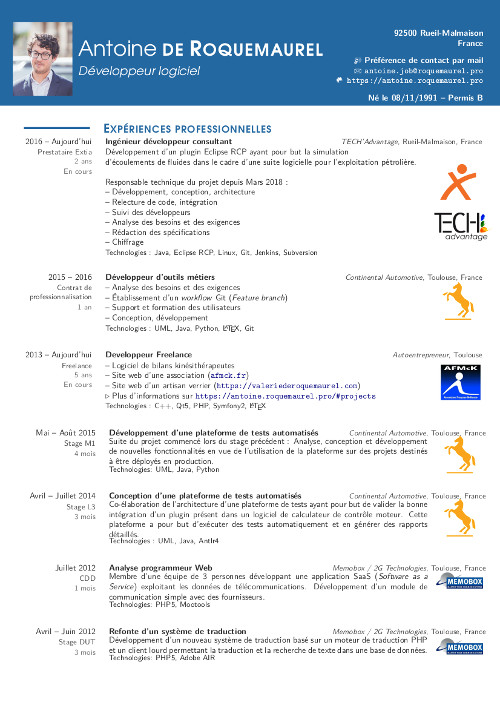 92500 Rueil-Malmaison
France
Antoine DE ROQUEMAUREL
Développeur logiciel
Préférence de contact par mail
antoine.job@roquemaurel.pro
https://antoine.roquemaurel.pro
Né le 08/11/1991 – Permis B
EXPÉRIENCES PROFESSIONNELLES
2016 – Aujourd'hui Ingénieur développeur consultant TECH'Advantage, Rueil-Malmaison, France
Prestataire Extia Développement d'un plugin Eclipse RCP ayant pour but la simulation
2 ans d'écoulements de fluides dans le cadre d'une suite logicielle pour l'exploitation pétrolière.
En cours
Responsable technique du projet depuis Mars 2018 :
– Développement, conception, architecture
– Relecture de code, intégration
– Suivi des développeurs
– Analyse des besoins et des exigences
– Rédaction des spécifications
– Chiffrage
Technologies : Java, Eclipse RCP, Linux, Git, Jenkins, Subversion
TECH
advantage
2015 – 2016 Développeur d'outils métiers Continental Automotive, Toulouse, France
Contrat de – Analyse des besoins et des exigences
professionnalisation – Établissement d'un workflow Git (Feature branch)
1 an – Support et formation des utilisateurs
– Conception, développement
Technologies : UML, Java, Python, LATEX, Git
2013 – Aujourd'hui Developpeur Freelance Autoentrepreneur, Toulouse
Freelance – Logiciel de bilans kinésithérapeutes
5 ans – Site web d'une association (afmck.fr)
En cours – Site web d'un artisan verrier (https://valeriederoquemaurel.com)
▷ Plus d'informations sur https://antoine.roquemaurel.pro/#projects
Technologies : C++, Qt5, PHP, Symfony2, LATEX
AFMcK
Mai – Août 2015 Développement d'une plateforme de tests automatisés Continental Automotive, Toulouse, France
Stage M1 Suite du projet commencé lors du stage précédent : Analyse, conception et développement
4 mois de nouvelles fonctionnalités en vue de l'utilisation de la plateforme sur des projets destinés
à être déployés en production.
Technologies: UML, Java, Python
Avril – Juillet 2014 Conception d'une plateforme de tests automatisés Continental Automotive, Toulouse, France
Stage L3 Co-élaboration de l'architecture d'une plateforme de tests ayant pour but de valider la bonne
3 mois intégration d'un plugin présent dans un logiciel de calculateur de contrôle moteur. Cette
plateforme a pour but d'exécuter des tests automatiquement et en générer des rapports
détaillés.
Technologies : UML, Java, Antlr4
Juillet 2012 Analyse programmeur Web Memobox / 2G Technologies, Toulouse, France
CDD Membre d'une équipe de 3 personnes développant une application SaaS (Software as a
1 mois Service) exploitant les données de télécommunications. Développement d'un module de
communication simple avec des fournisseurs.
Technologies: PHP5, Mootools
MEMOBOX
Avril – Juin 2012 Refonte d'un système de traduction Memobox / 2G Technologies, Toulouse, France
Stage DUT Développement d'un nouveau système de traduction basé sur un moteur de traduction PHP
3 mois et un client lourd permettant la traduction et la recherche de texte dans une base de données.
Technologies: PHP5, Adobe AIR
MEMOBOX